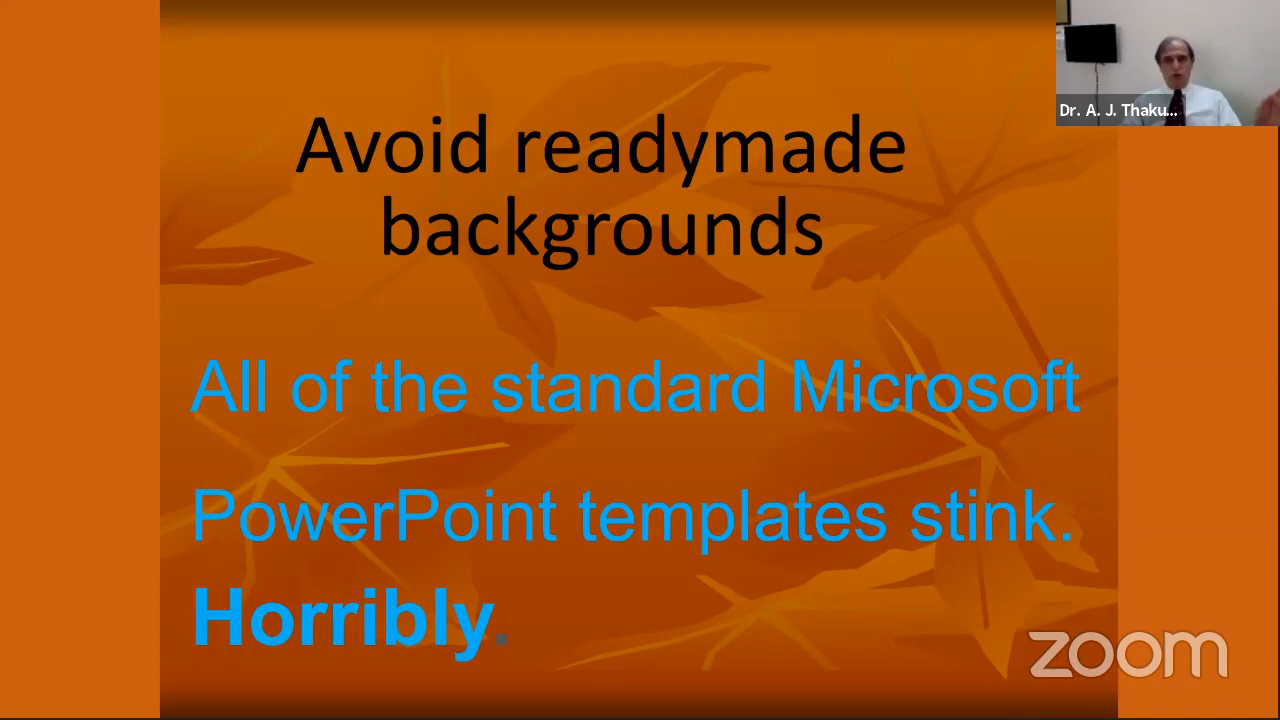 Avoid readymade
backgrounds
All of the standard Microsoft
PowerPoint templates stink.
Horribly.
Dr. A. J. Thaku...
zoom